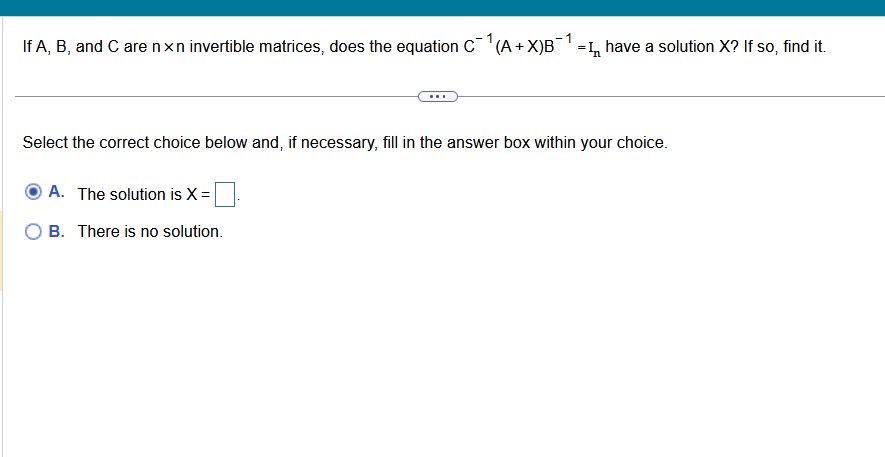 If A, B, and C are n×n invertible matrices, does the equation C⁻¹(A + X)B⁻¹ = Iₙ have a solution X? If so, find it.
Select the correct choice below and, if necessary, fill in the answer box within your choice.
A. The solution is X = .
B. There is no solution.